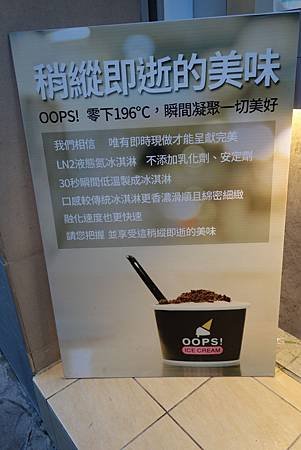 稍縱即逝的美味
OOPS! 零下196°C，瞬間凝聚一切美好
我們相信 唯有即時現做才能呈獻完美
LN2液態氮冰淇淋 不添加乳化劑、安定劑
30秒瞬間低溫製成冰淇淋
口感較傳統冰淇淋更香濃滑順且綿密細緻
融化速度也更快速
請您把握 並享受這稍縱即逝的美味
OOPS!
ICE CREAM